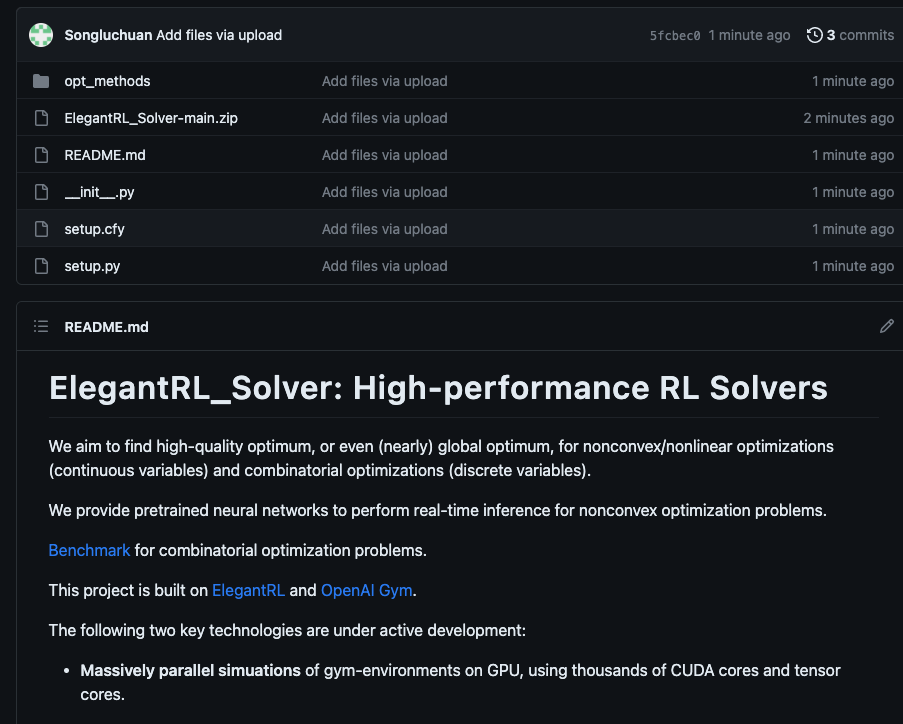 Songluchuan Add files via upload 5fcbec0 1 minute ago 3 commits
opt_methods Add files via upload 1 minute ago
ElegantRL_Solver-main.zip Add files via upload 2 minutes ago
README.md Add files via upload 1 minute ago
__init__.py Add files via upload 1 minute ago
setup.cfy Add files via upload 1 minute ago
setup.py Add files via upload 1 minute ago
README.md
ElegantRL_Solver: High-performance RL Solvers
We aim to find high-quality optimum, or even (nearly) global optimum, for nonconvex/nonlinear optimizations
(continuous variables) and combinatorial optimizations (discrete variables).
We provide pretrained neural networks to perform real-time inference for nonconvex optimization problems.
Benchmark for combinatorial optimization problems.
This project is built on ElegantRL and OpenAI Gym.
The following two key technologies are under active development:
• Massively parallel simuations of gym-environments on GPU, using thousands of CUDA cores and tensor
cores.